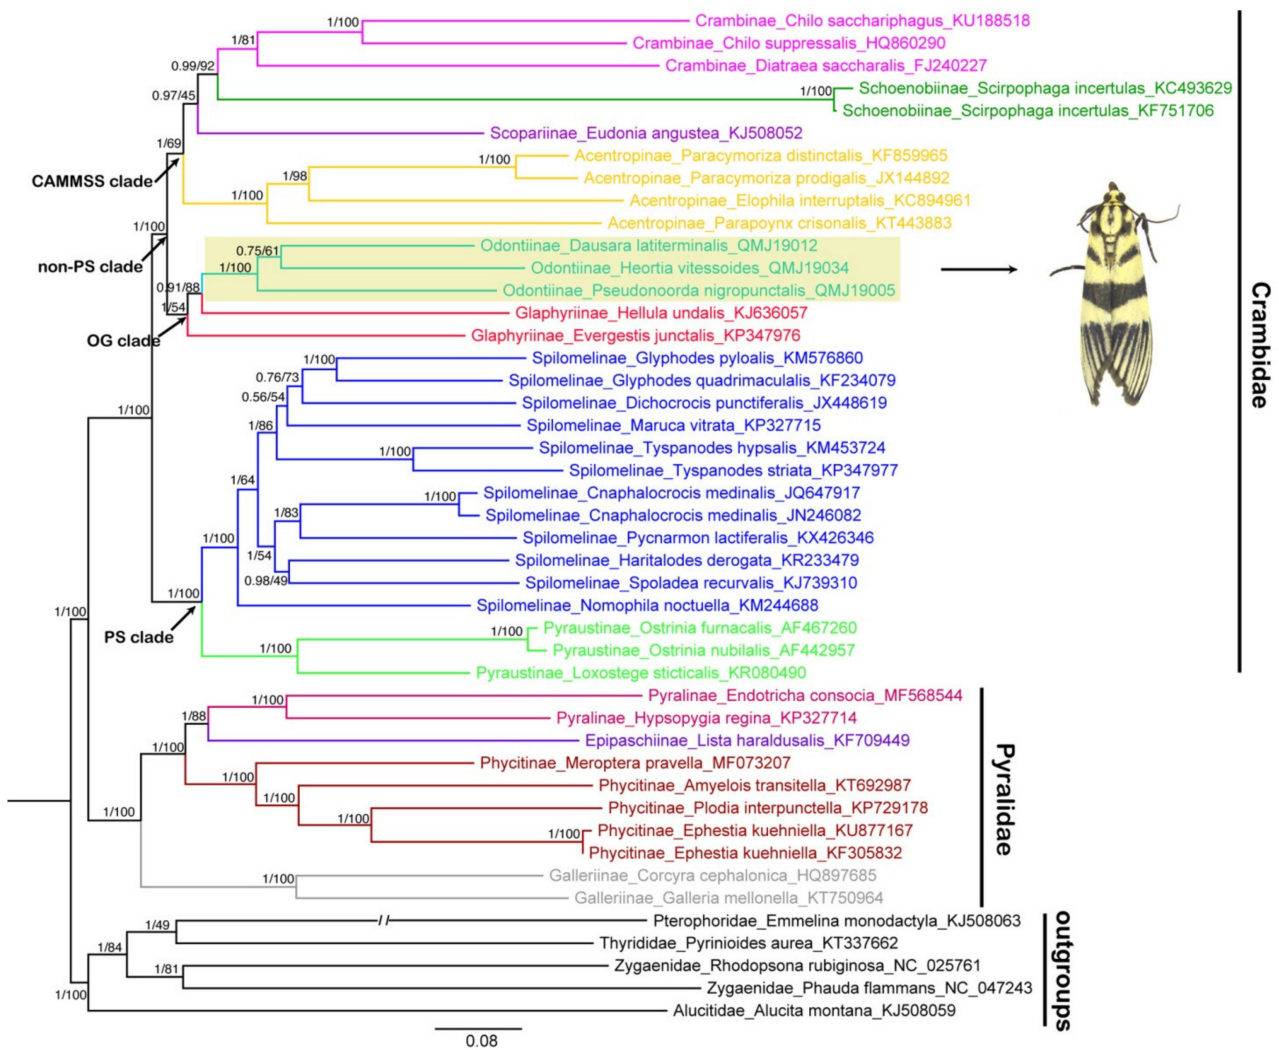 1/100
Crambinae_Chilo sacchariphagus_KU188518
1/81
Crambinae_Chilo suppressalis_HQ860290
0.99/92
Crambinae_Diatraea saccharalis_FJ240227
0.97/45
1/100
Schoenobiinae_Scirpophaga incertulas_KC493629
Schoenobiinae_Scirpophaga incertulas_KF751706
Scopariinae_Eudonia angustea_KJ508052
1/69
1/100
Acentropinae_Paracymoriza distinctalis_KF859965
CAMMSS clade
1/98
Acentropinae_Paracymoriza prodigalis_JX144892
1/100
Acentropinae_Elophila interruptalis_KC894961
Acentropinae_Parapoynx crisonalis_KT443883
1/100
0.75/61
Odontiinae_Dausara latiterminalis_QMJ19012
non-PS clade
1/100
Odontiinae_Heortia vitessoides_QMJ19034
0.91/88
Odontiinae_Pseudonoorda nigropunctalis_QMJ19005
1/54
Glaphyriinae_Hellula undalis_KJ636057
OG clade
Glaphyriinae_Evergestis junctalis_KP347976
Crambidae
1/100
Spilomelinae_Glyphodes pyloalis_KM576860
0.76/73
Spilomelinae_Glyphodes quadrimaculalis_KF234079
0.56/54
Spilomelinae_Dichocrocis punctiferalis_JX448619
1/100
1/86
Spilomelinae_Maruca vitrata_KP327715
1/100
Spilomelinae_Tyspanodes hypsalis_KM453724
Spilomelinae_Tyspanodes striata_KP347977
1/64
1/100
Spilomelinae_Cnaphalocrocis medinalis_JQ647917
1/83
Spilomelinae_Cnaphalocrocis medinalis_JN246082
1/100
Spilomelinae_Pycnarmon lactiferalis_KX426346
1/54
Spilomelinae_Haritalodes derogata_KR233479
0.98/49
Spilomelinae_Spoladea recurvalis_KJ739310
1/100
Spilomelinae_Nomophila noctuella_KM244688
1/100
PS clade
1/100
Pyraustinae_Ostrinia furnacalis_AF467260
1/100
Pyraustinae_Ostrinia nubilalis_AF442957
Pyraustinae_Loxostege sticticalis_KR080490
1/100
Pyralinae_Endotricha consocia_MF568544
1/88
Pyralinae_Hypsopygia regina_KP327714
1/100
Epipaschiinae_Lista haraldusalis_KF709449
1/100
Phycitinae_Meroptera pravella_MF073207
1/100
Phycitinae_Amyelois transitella_KT692987
1/100
1/100
Phycitinae_Plodia interpunctella_KP729178
1/100
Phycitinae_Ephestia kuehniella_KU877167
Phycitinae_Ephestia kuehniella_KF305832
Pyralidae
1/100
Galleriinae_Corcyra cephalonica_HQ897685
Galleriinae_Galleria mellonella_KT750964
1/49
Pterophoridae_Emmelina monodactyla_KJ508063
1/84
Thyrididae_Pyrinioides aurea_KT337662
1/81
Zygaenidae_Rhodopsona rubiginosa_NC_025761
Zygaenidae_Phauda flammans_NC_047243
1/100
Alucitidae_Alucita montana_KJ508059
outgroups
0.08